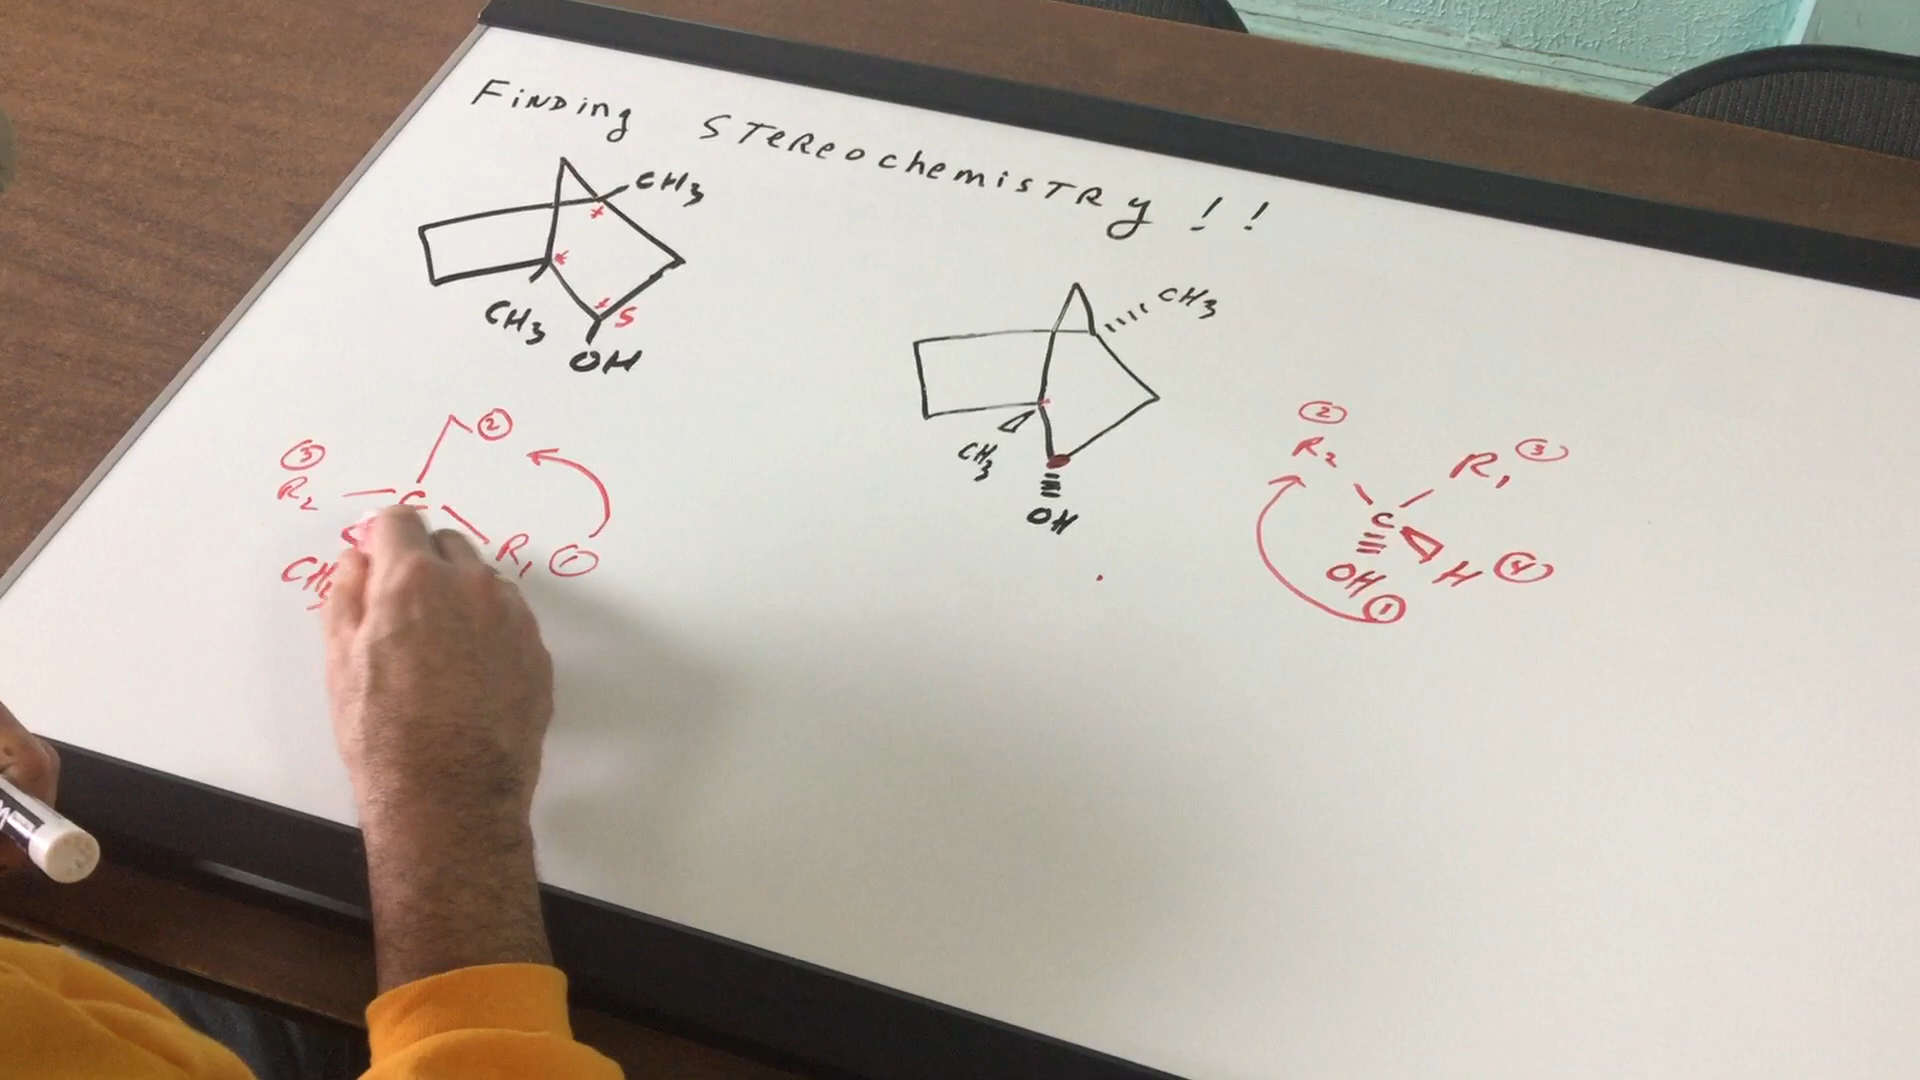 Finding Stereochemistry!!
CH3
*
*
*
S
CH3
OH
CH3
CH3
OH
2
3
R2
C
R1 1
CH3
2
R2
R1 3
C
OH
H 4
1